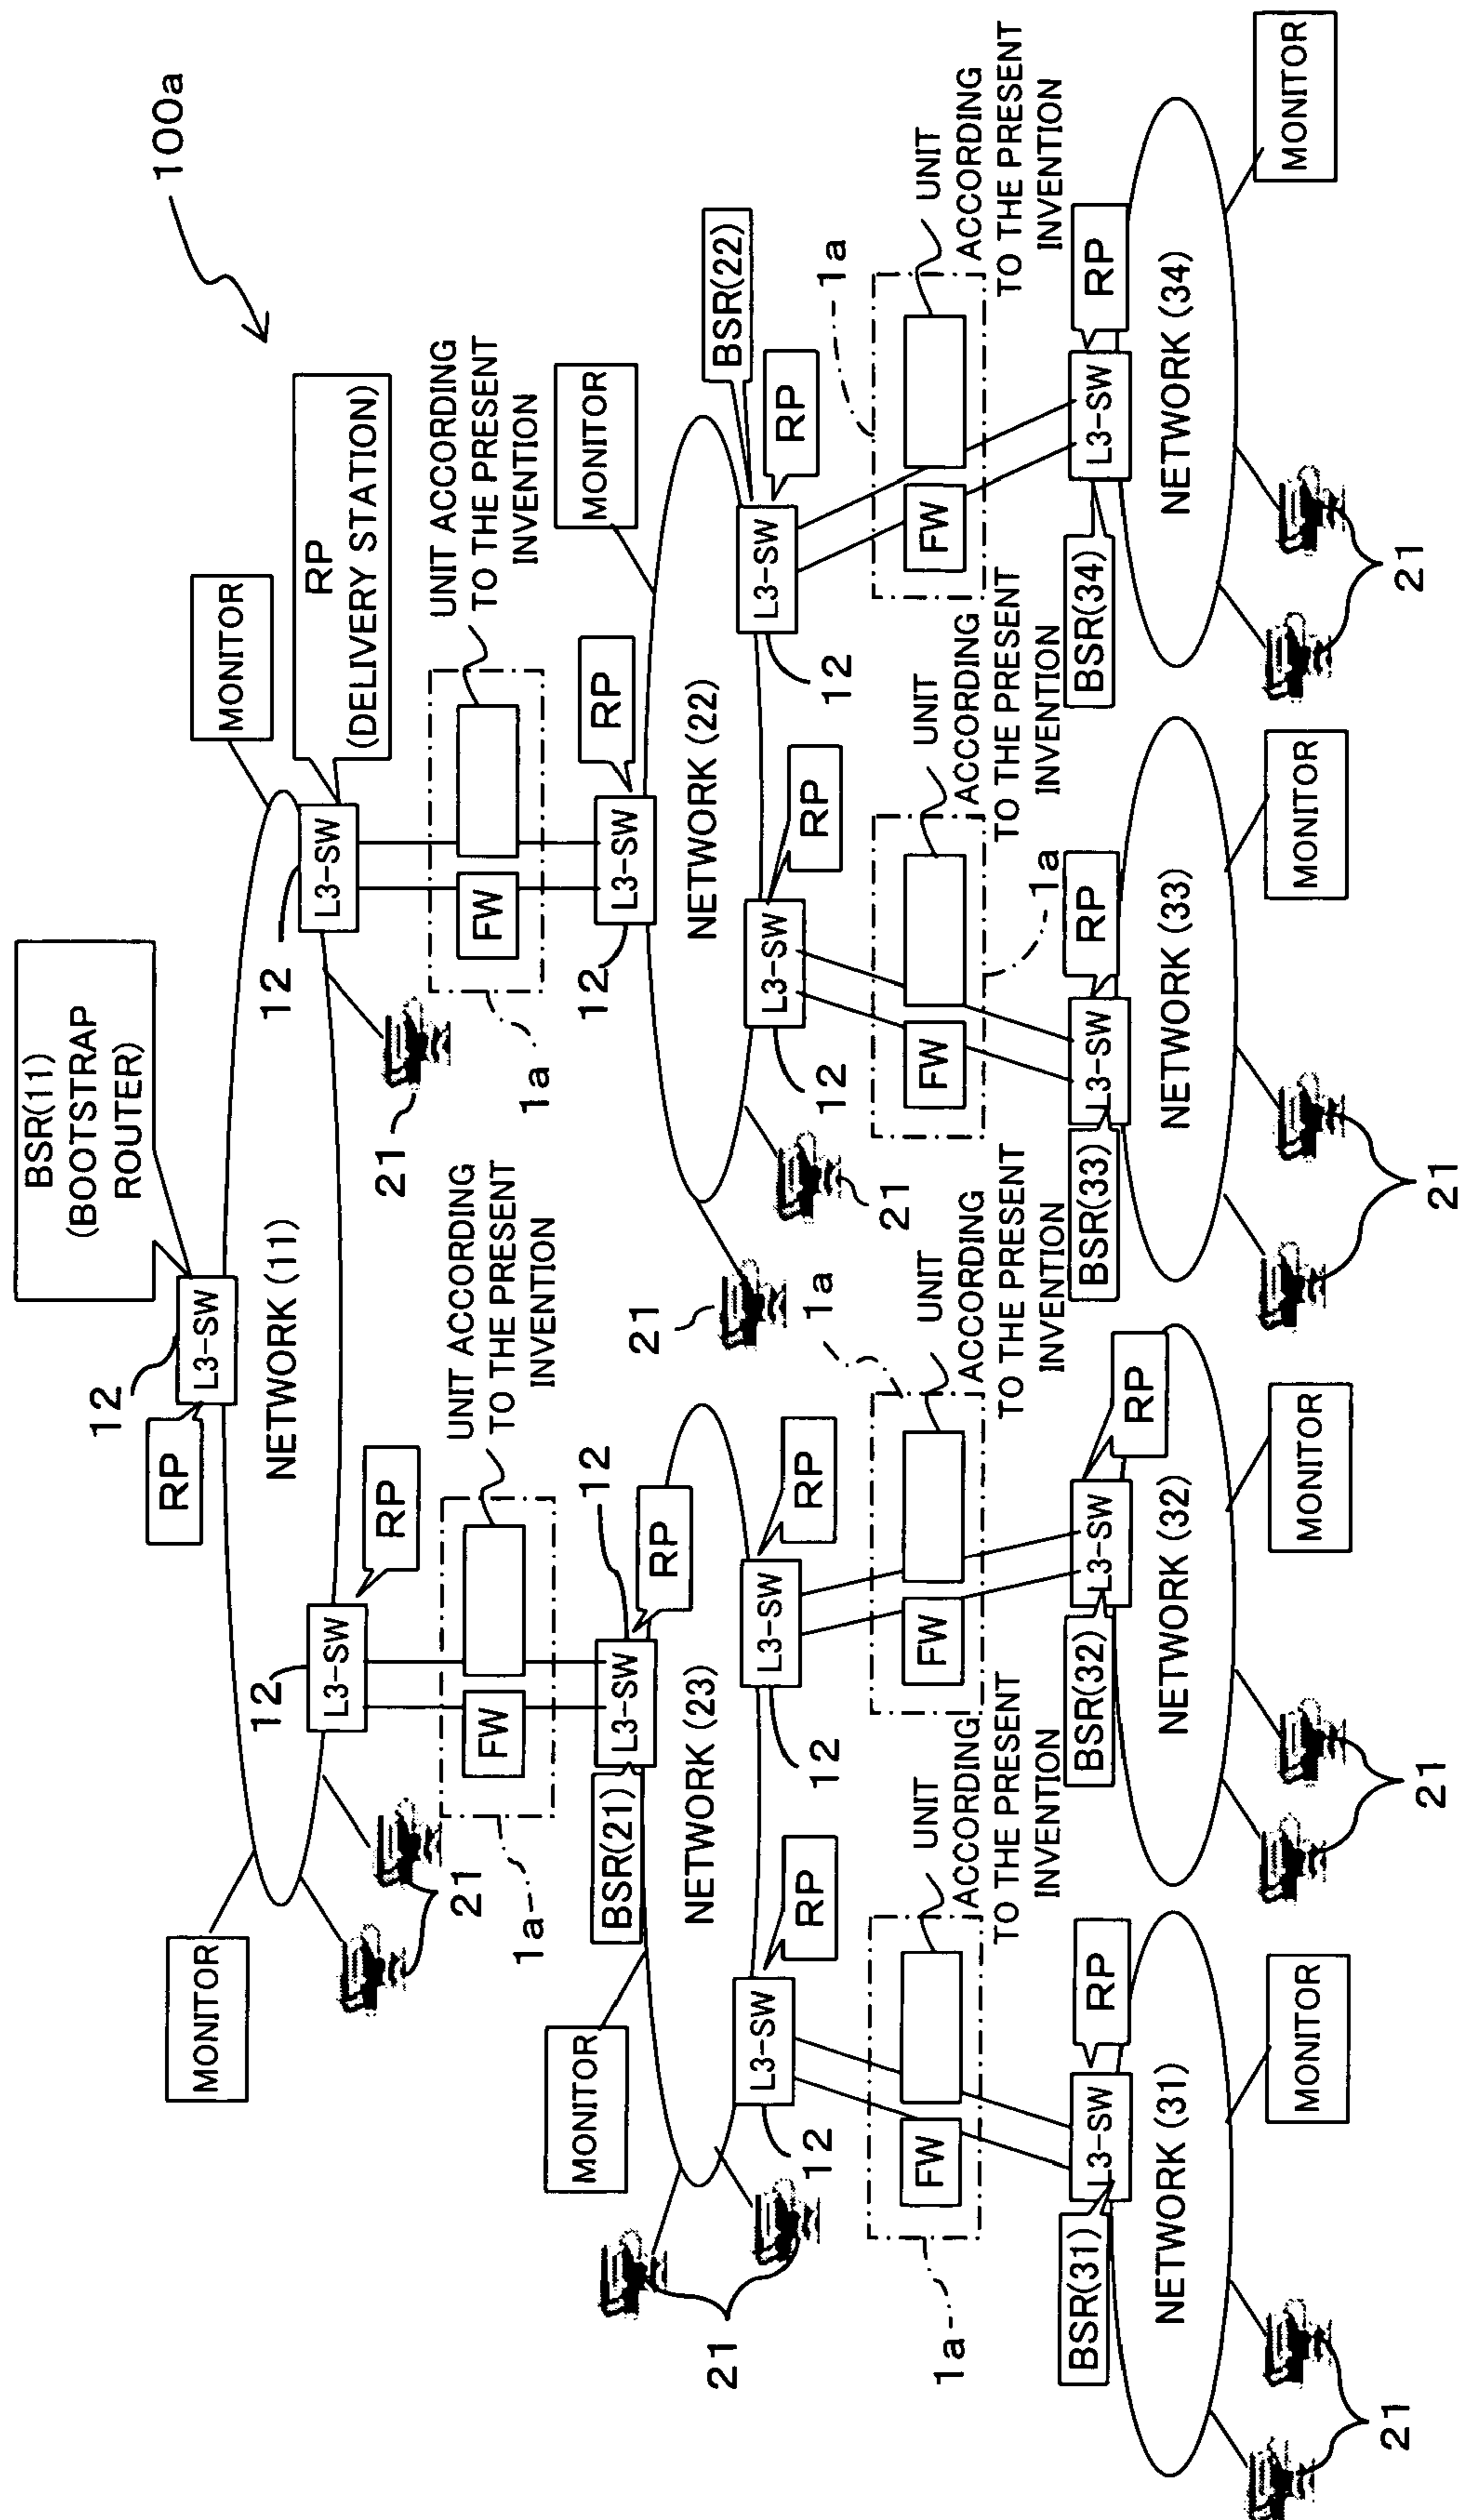 100a
BSR(11)
(BOOTSTRAP
ROUTER)
12
L3-SW
RP
NETWORK (11)
MONITOR
MONITOR
RP
(DELIVERY STATION)
12
L3-SW
RP
12
L3-SW
21
21
UNIT ACCORDING
TO THE PRESENT
INVENTION
FW
1a
UNIT ACCORDING
TO THE PRESENT
INVENTION
FW
1a
MONITOR
BSR(21)
L3-SW
12
RP
NETWORK (23)
21
L3-SW
12
RP
L3-SW
12
RP
MONITOR
12
L3-SW
RP
NETWORK (22)
21
21
L3-SW
12
RP
L3-SW
12
BSR(22)
RP
1a
FW
UNIT
ACCORDING
TO THE PRESENT
INVENTION
1a
FW
UNIT
ACCORDING
TO THE PRESENT
INVENTION
1a
FW
UNIT
ACCORDING
TO THE PRESENT
INVENTION
1a
FW
UNIT
ACCORDING
TO THE PRESENT
INVENTION
BSR(31)
L3-SW
RP
NETWORK (31)
MONITOR
21
BSR(32)
L3-SW
RP
NETWORK (32)
MONITOR
21
BSR(33)
L3-SW
RP
NETWORK (33)
MONITOR
21
BSR(34)
L3-SW
RP
NETWORK (34)
MONITOR
21